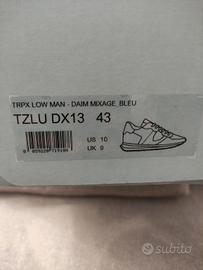 TRPX LOW MAN - DAIM MIXAGE_BLEU
TZLU DX13 43
US 10
UK 9
subito